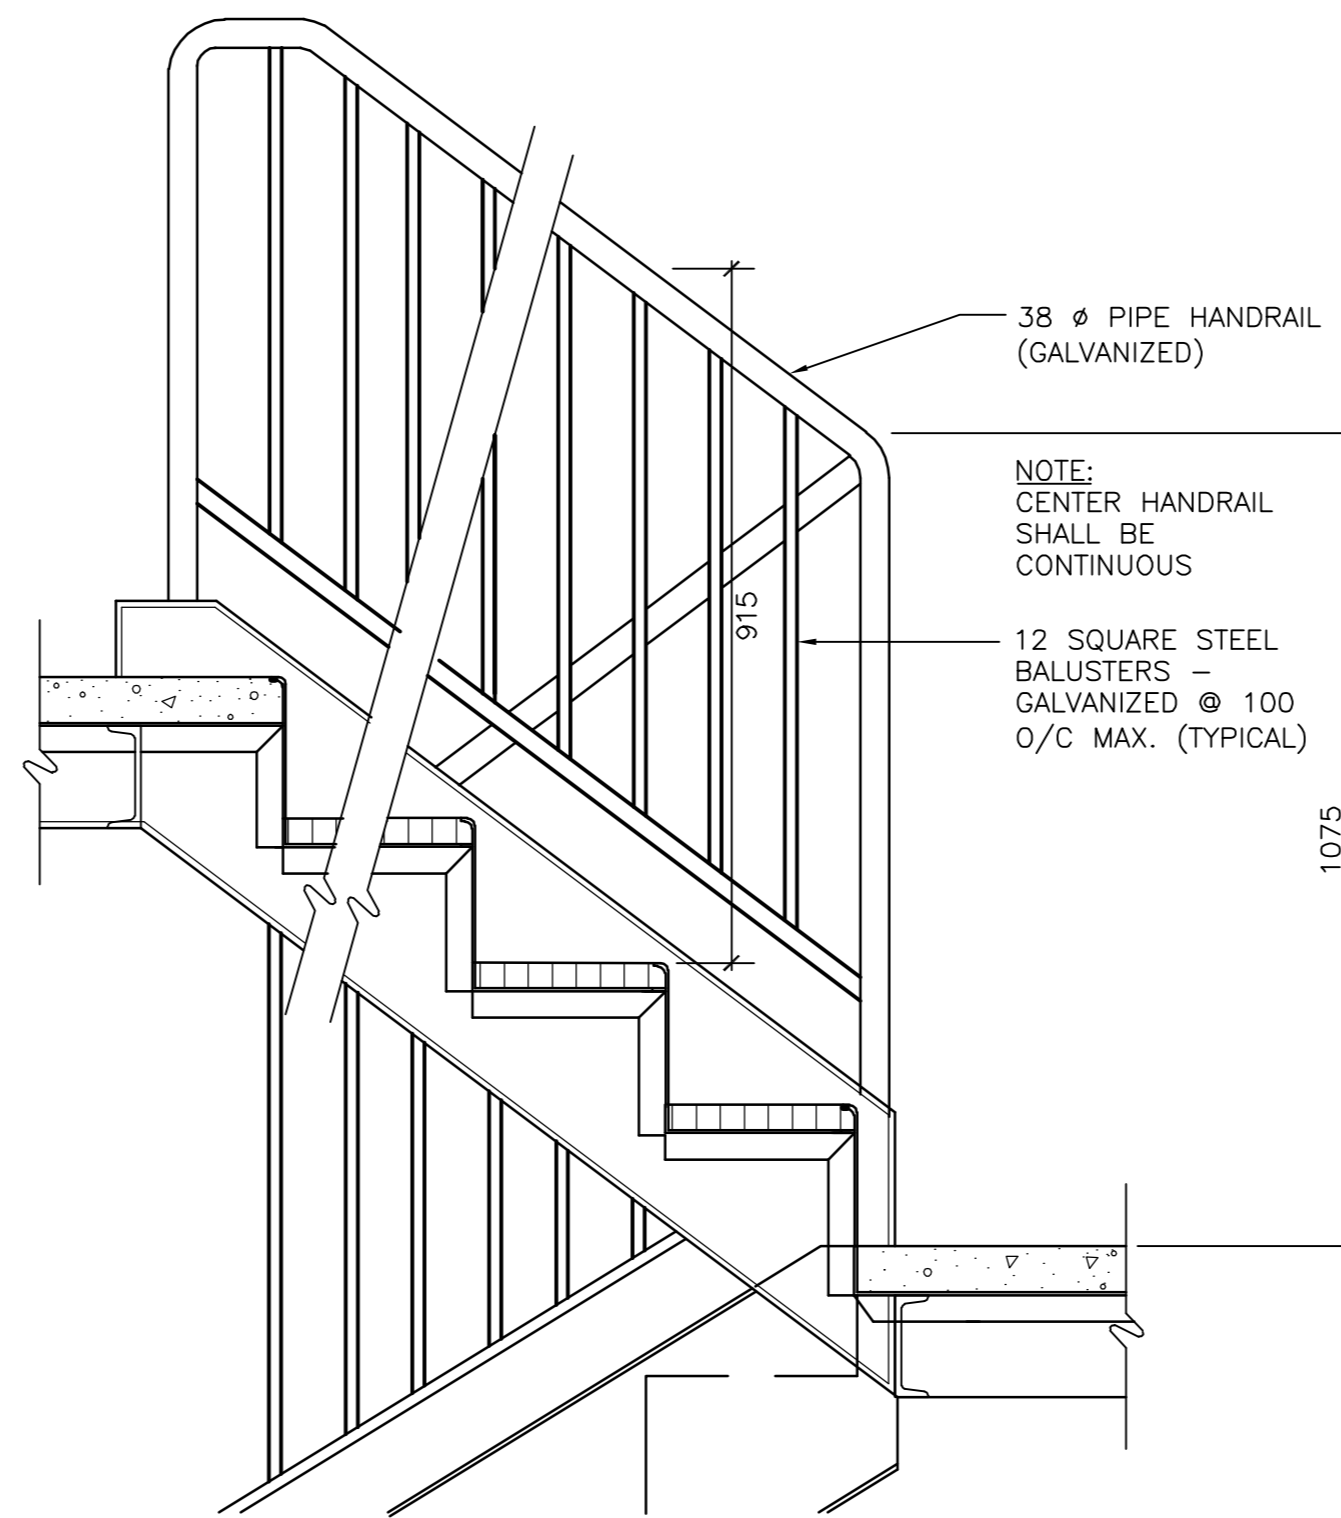 38 ø PIPE HANDRAIL
(GALVANIZED)
NOTE:
CENTER HANDRAIL
SHALL BE
CONTINUOUS
915
12 SQUARE STEEL
BALUSTERS –
GALVANIZED @ 100
O/C MAX. (TYPICAL)
1075